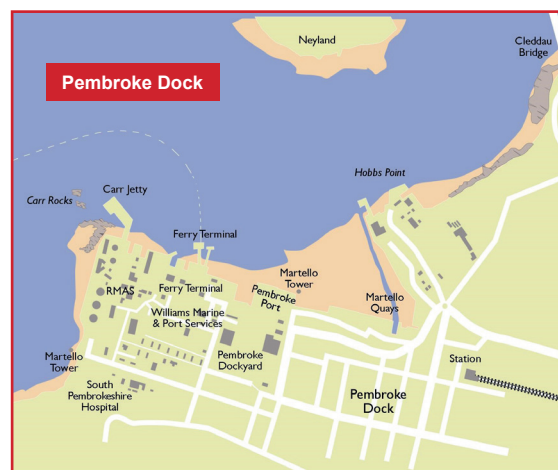 Neyland
Cleddau
Bridge
Pembroke Dock
Hobbs Point
Carr Jetty
Carr Rocks
Ferry Terminal
Martello
Tower
RMAS
Ferry Terminal
Pembroke
Port
Martello
Quays
Williams Marine
& Port Services
Martello
Tower
Pembroke
Dockyard
Station
South
Pembrokeshire
Hospital
Pembroke
Dock